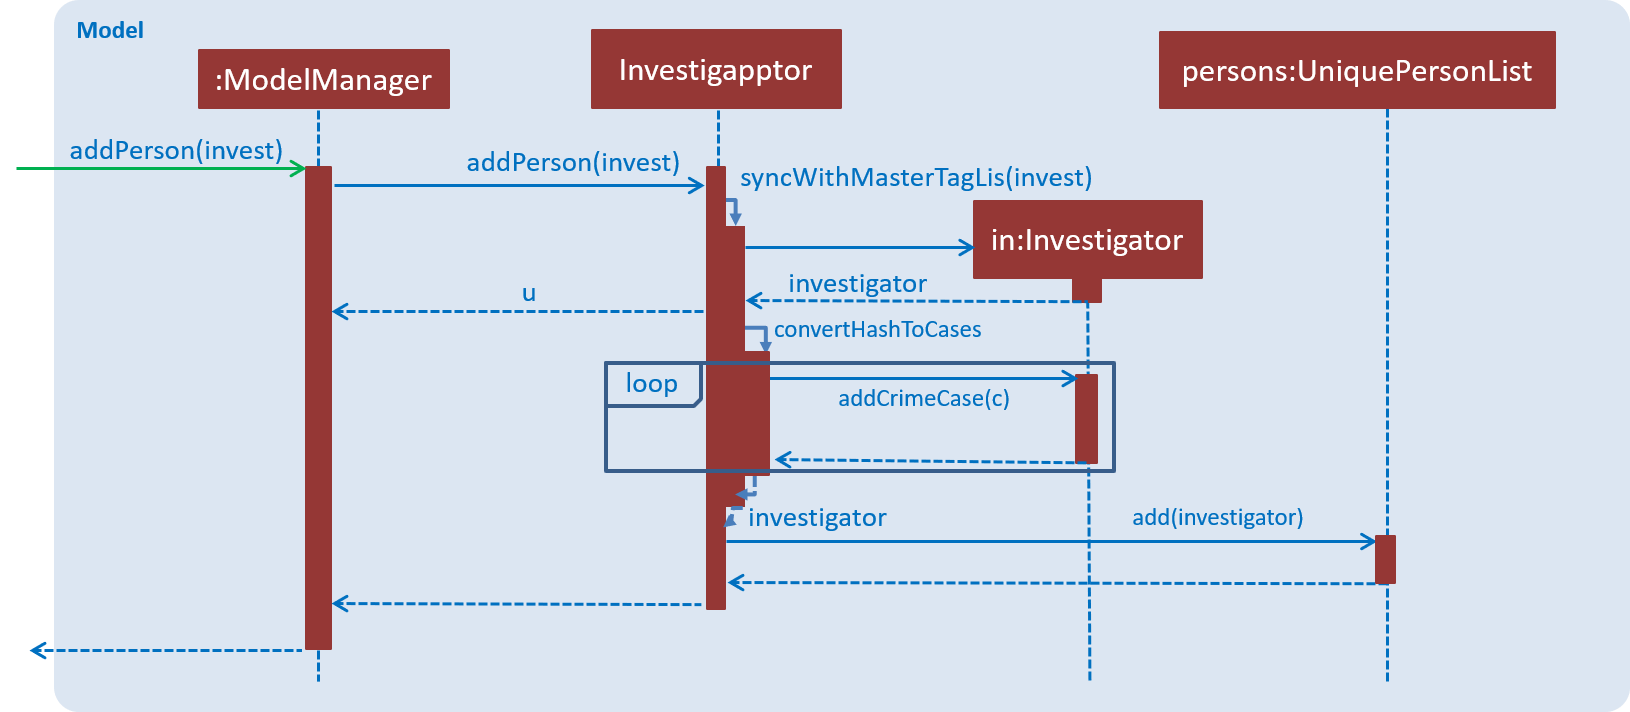 Model
:ModelManager
Investigapptor
persons:UniquePersonList
addPerson(invest)
addPerson(invest)
syncWithMasterTagLis(invest)
in:Investigator
investigator
u
convertHashToCases
loop
addCrimeCase(c)
investigator
add(investigator)